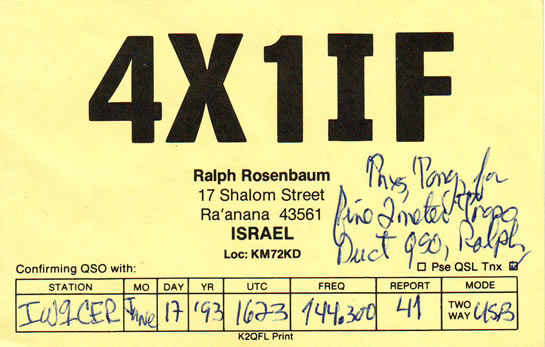 4X1IF
Ralph Rosenbaum
17 Shalom Street
Ra'anana 43561
ISRAEL
Loc: KM72KD
Tnxs, Tony, for
fine 2 meter Tropo
Duct QSO, Ralph
Confirming QSO with:
Pse QSL Tnx
STATION MO DAY YR UTC FREQ REPORT MODE
IW9CER June 17 '93 1623 144.300 41 TWO WAY USB
K2QFL Print